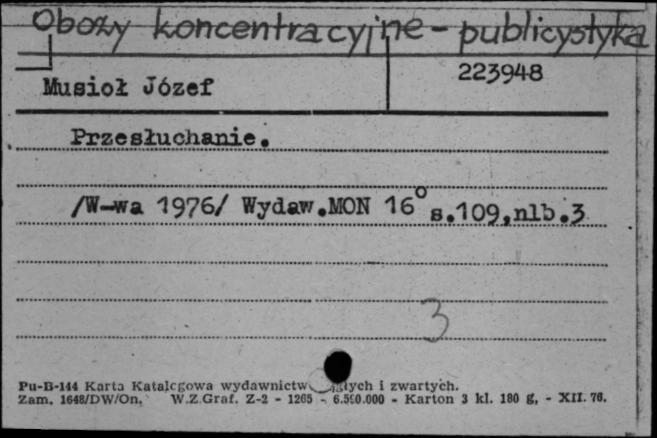 Obozy koncentracyjne - publicystyka
223948
Musioł Józef
Przesłuchanie.
/W-wa 1976/ Wydaw.MON 16° s.109,nlb.3
3
Pu-B-144 Karta Katalogowa wydawnictw i zwartych.
Zam. 1648/DW/On. W.Z.Graf. Z-2 - 1265 - 6.500.000 - Karton 3 kl. 180 g, - XII. 76.